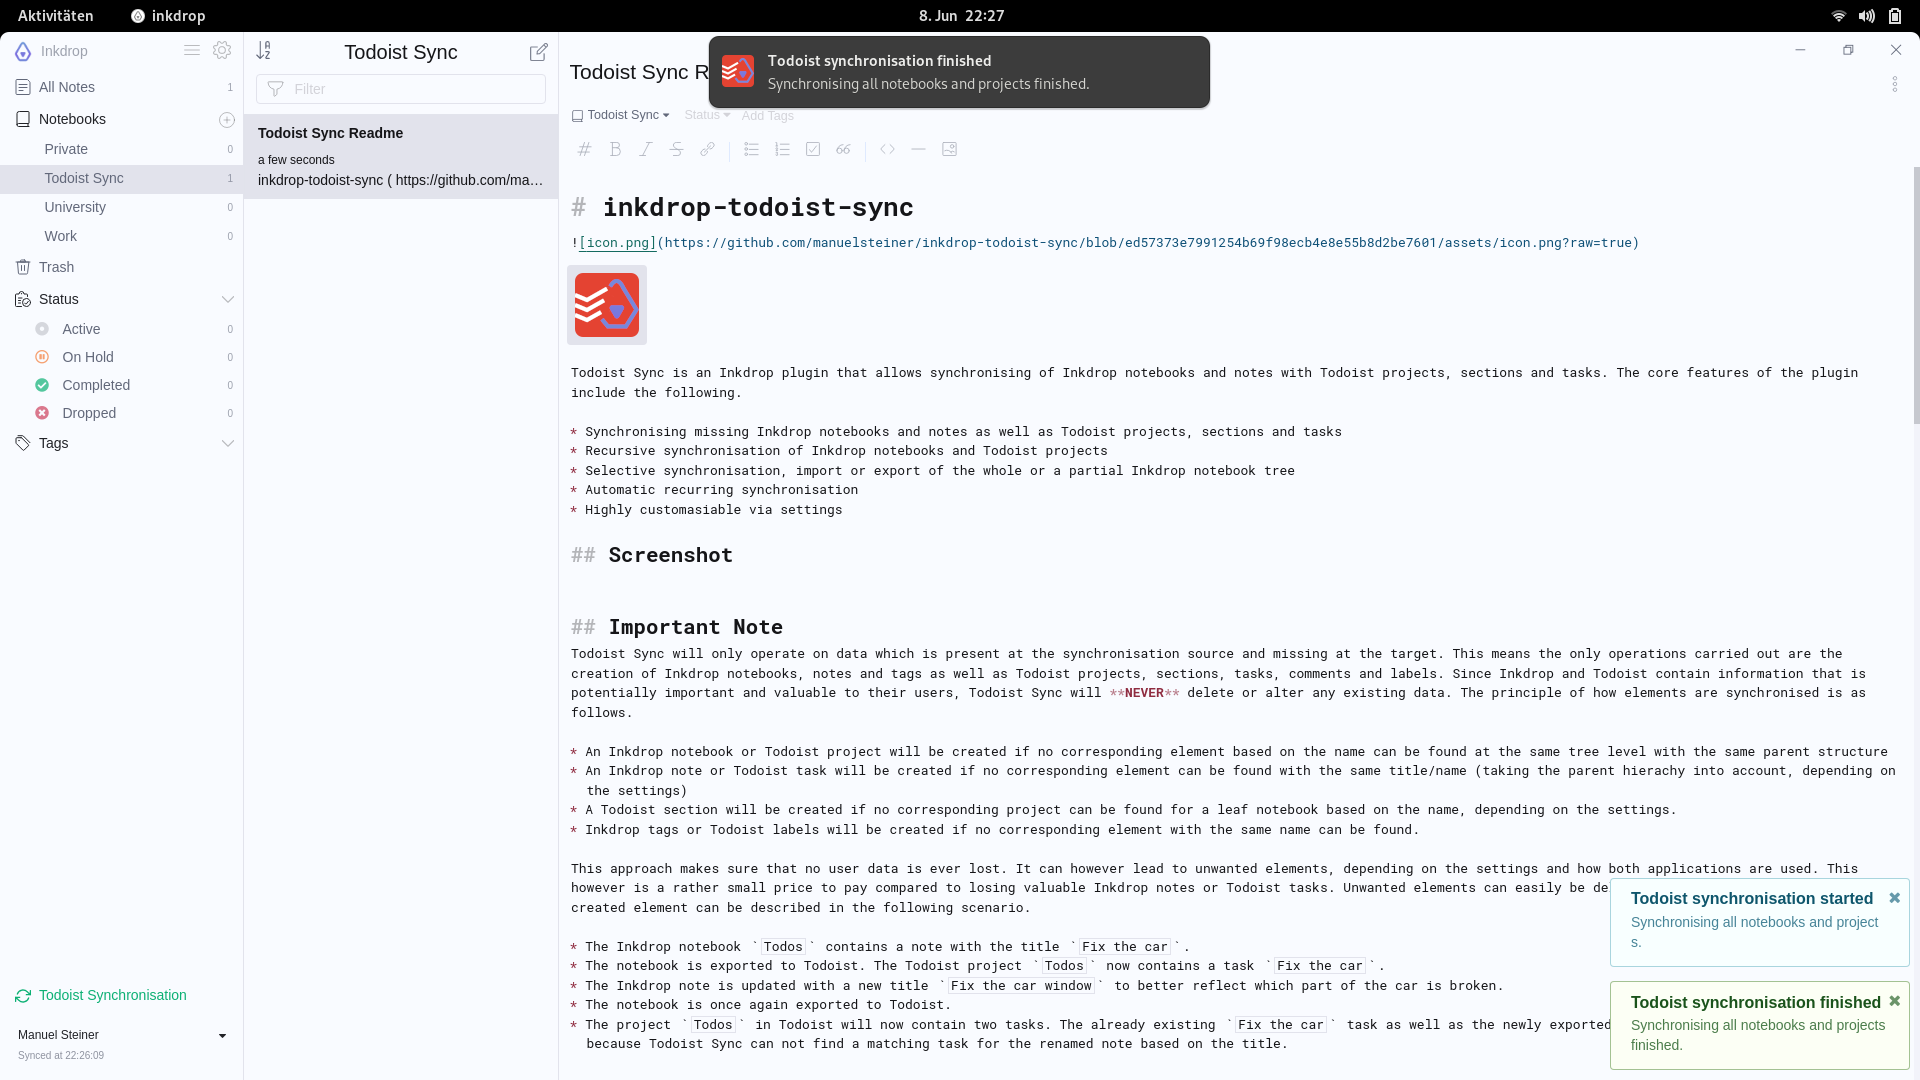 Aktivitäten
inkdrop
8. Jun 22:27
Inkdrop
All Notes 1
Notebooks
Private 0
Todoist Sync 1
University 0
Work 0
Trash
Status
Active 0
On Hold 0
Completed 0
Dropped 0
Tags
Todoist Synchronisation
Manuel Steiner
Synced at 22:26:09
Todoist Sync
Filter
Todoist Sync Readme
a few seconds
inkdrop-todoist-sync ( https://github.com/ma…
Todoist synchronisation finished
Synchronising all notebooks and projects finished.
Todoist Sync R
Todoist Sync Status Add Tags
# inkdrop-todoist-sync
![icon.png](https://github.com/manuelsteiner/inkdrop-todoist-sync/blob/ed57373e7991254b69f98ecb4e8e55b8d2be7601/assets/icon.png?raw=true)
Todoist Sync is an Inkdrop plugin that allows synchronising of Inkdrop notebooks and notes with Todoist projects, sections and tasks. The core features of the plugin
include the following.
* Synchronising missing Inkdrop notebooks and notes as well as Todoist projects, sections and tasks
* Recursive synchronisation of Inkdrop notebooks and Todoist projects
* Selective synchronisation, import or export of the whole or a partial Inkdrop notebook tree
* Automatic recurring synchronisation
* Highly customasiable via settings
## Screenshot
## Important Note
Todoist Sync will only operate on data which is present at the synchronisation source and missing at the target. This means the only operations carried out are the
creation of Inkdrop notebooks, notes and tags as well as Todoist projects, sections, tasks, comments and labels. Since Inkdrop and Todoist contain information that is
potentially important and valuable to their users, Todoist Sync will **NEVER** delete or alter any existing data. The principle of how elements are synchronised is as
follows.
* An Inkdrop notebook or Todoist project will be created if no corresponding element based on the name can be found at the same tree level with the same parent structure
* An Inkdrop note or Todoist task will be created if no corresponding element can be found with the same title/name (taking the parent hierachy into account, depending on
the settings)
* A Todoist section will be created if no corresponding project can be found for a leaf notebook based on the name, depending on the settings.
* Inkdrop tags or Todoist labels will be created if no corresponding element with the same name can be found.
This approach makes sure that no user data is ever lost. It can however lead to unwanted elements, depending on the settings and how both applications are used. This
however is a rather small price to pay compared to losing valuable Inkdrop notes or Todoist tasks. Unwanted elements can easily be de
created element can be described in the following scenario.
* The Inkdrop notebook `Todos` contains a note with the title `Fix the car`.
* The notebook is exported to Todoist. The Todoist project `Todos` now contains a task `Fix the car`.
* The Inkdrop note is updated with a new title `Fix the car window` to better reflect which part of the car is broken.
* The notebook is once again exported to Todoist.
* The project `Todos` in Todoist will now contain two tasks. The already existing `Fix the car` task as well as the newly exported
because Todoist Sync can not find a matching task for the renamed note based on the title.
Todoist synchronisation started
Synchronising all notebooks and project
s.
Todoist synchronisation finished
Synchronising all notebooks and projects
finished.